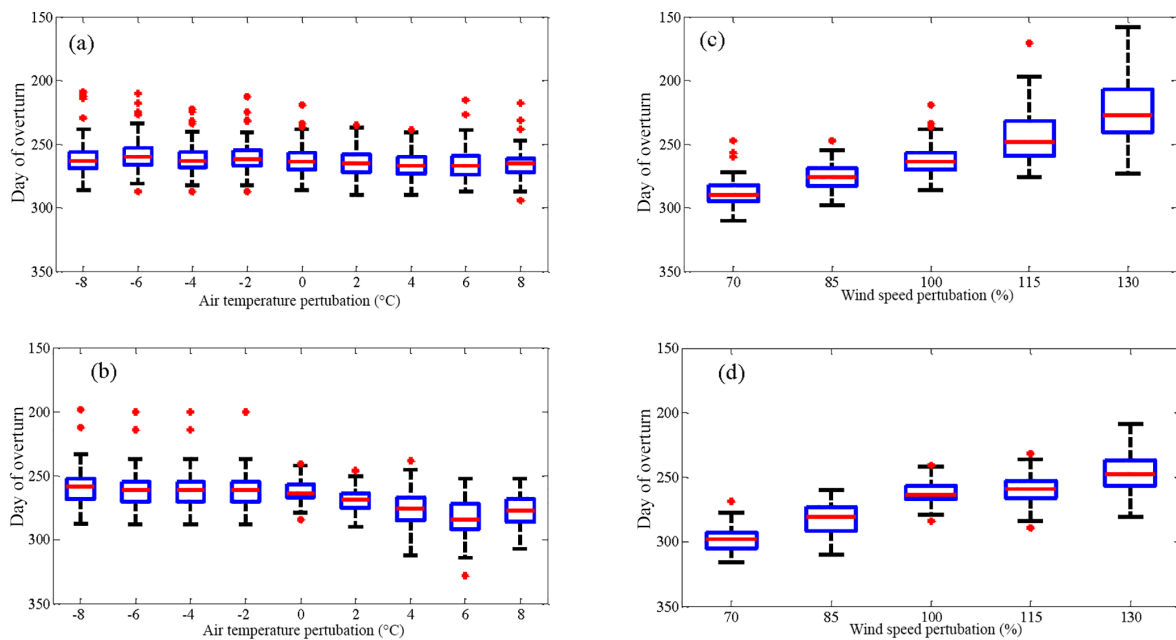 (a)
Day of overturn
150
200
250
300
350
-8 -6 -4 -2 0 2 4 6 8
Air temperature pertubation (°C)
(c)
Day of overturn
150
200
250
300
350
70 85 100 115 130
Wind speed pertubation (%)
(b)
Day of overturn
150
200
250
300
350
-8 -6 -4 -2 0 2 4 6 8
Air temperature pertubation (°C)
(d)
Day of overturn
150
200
250
300
350
70 85 100 115 130
Wind speed pertubation (%)